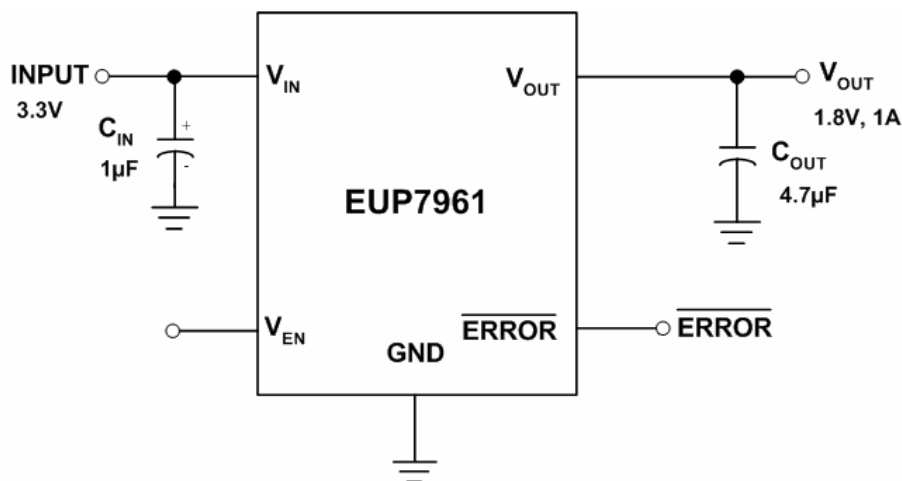 INPUT
3.3V
C_IN
+
1µF
-
V_IN
V_OUT
EUP7961
V_EN
ERROR
GND
V_OUT
1.8V, 1A
C_OUT
4.7µF
ERROR